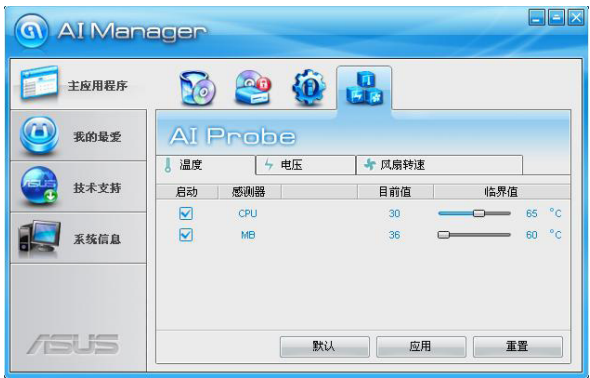 AI Manager
主应用程序
我的最爱
技术支持
系统信息
/ISUS
AI Probe
温度 电压 风扇转速
启动 感测器 目前值 临界值
CPU 30 65 °C
MB 36 60 °C
默认 应用 重置